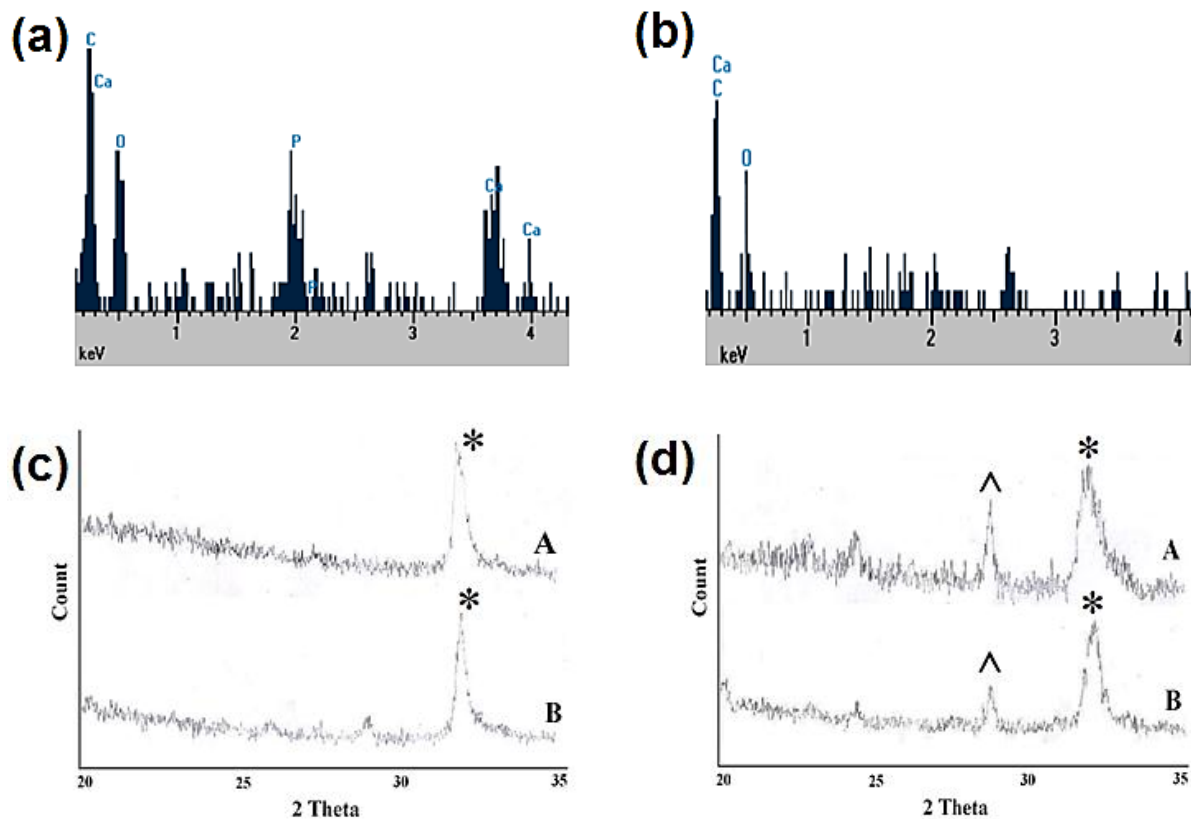 (a)
C
Ca
O
P
P
Ca
Ca
1 2 3 4
keV
(b)
Ca
C
O
1 2 3 4
keV
(c)
*
A
*
B
Count
20 25 30 35
2 Theta
(d)
*
^
A
*
^
B
Count
20 25 30 35
2 Theta